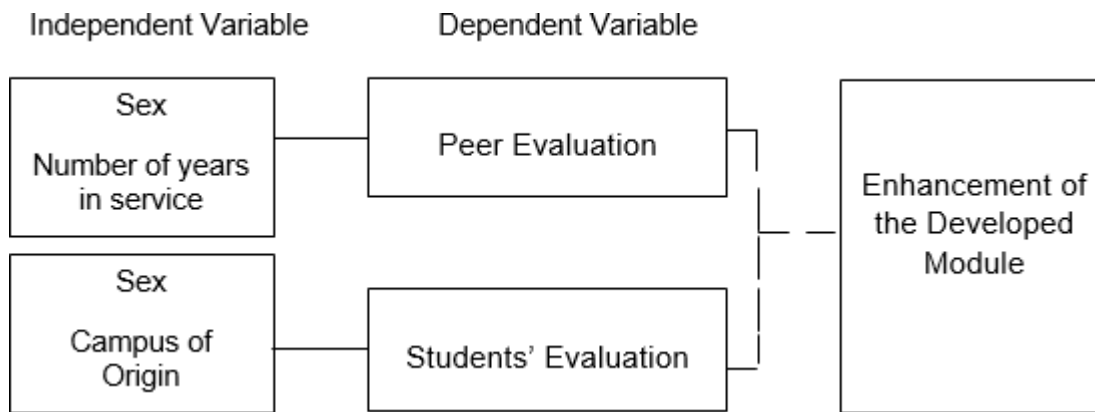 Independent Variable
Dependent Variable
Sex
Number of years
in service
Peer Evaluation
Enhancement of
the Developed
Module
Sex
Campus of
Origin
Students’ Evaluation